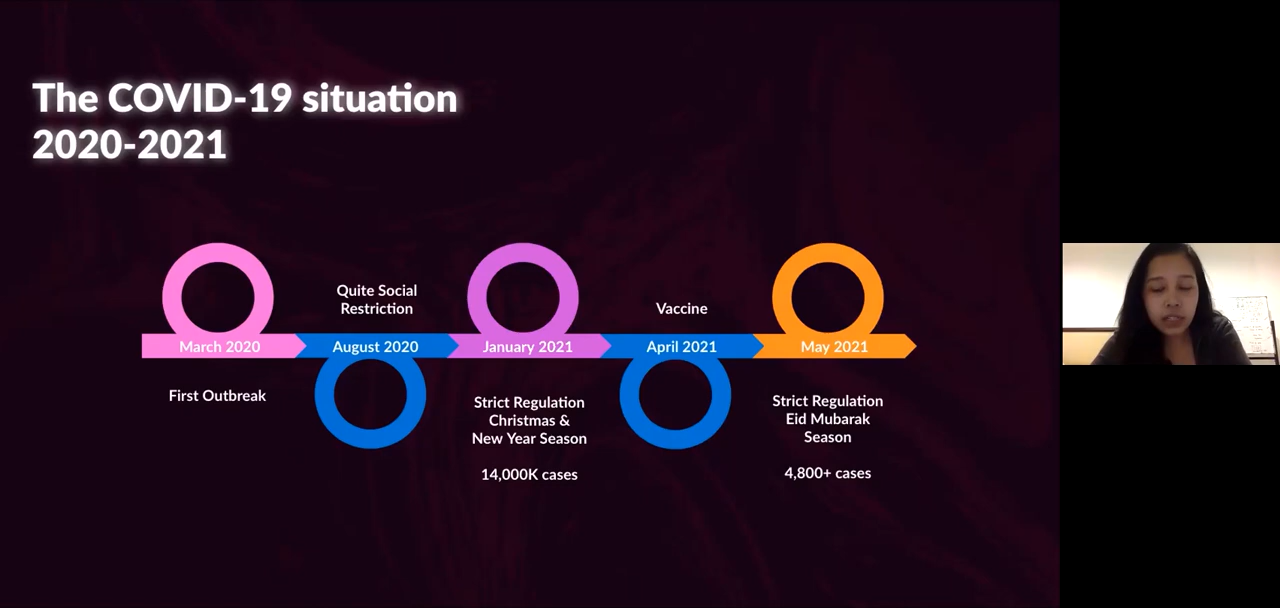 The COVID-19 situation
2020-2021
Quite Social
Restriction
Vaccine
March 2020
August 2020
January 2021
April 2021
May 2021
First Outbreak
Strict Regulation
Christmas &
New Year Season
14,000K cases
Strict Regulation
Eid Mubarak
Season
4,800+ cases